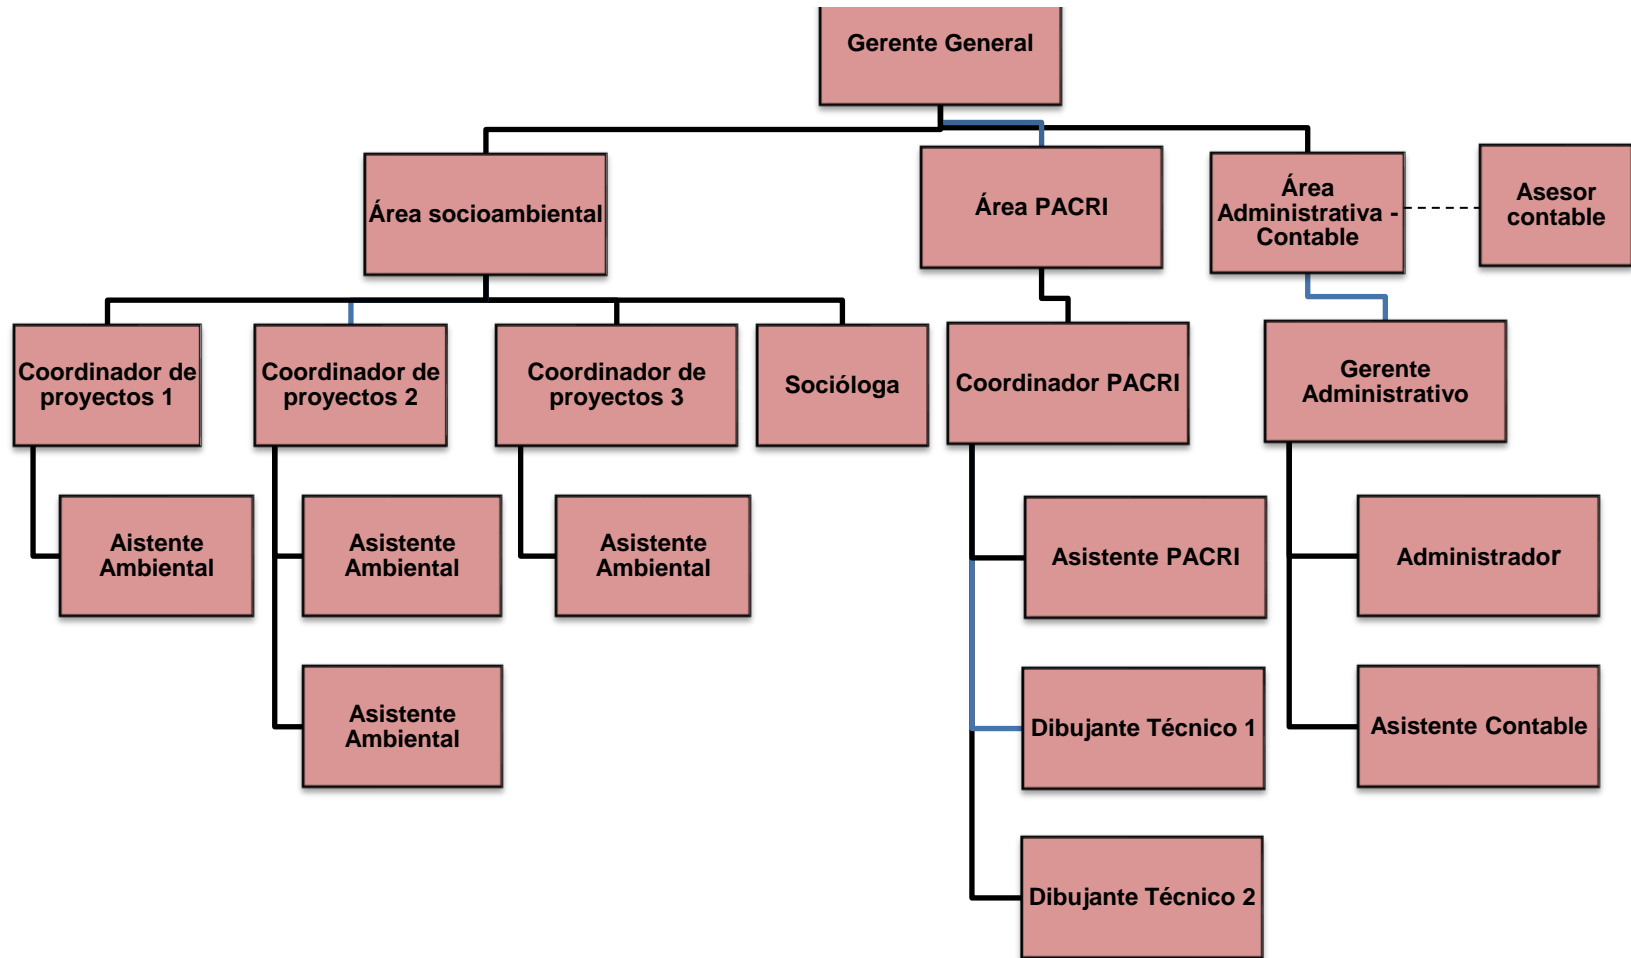 Gerente General
Área socioambiental
Área PACRI
Área
Administrativa -
Contable
Asesor
contable
Coordinador de
proyectos 1
Coordinador de
proyectos 2
Coordinador de
proyectos 3
Socióloga
Coordinador PACRI
Gerente
Administrativo
Aistente
Ambiental
Asistente
Ambiental
Asistente
Ambiental
Asistente PACRI
Administrador
Asistente
Ambiental
Dibujante Técnico 1
Asistente Contable
Dibujante Técnico 2